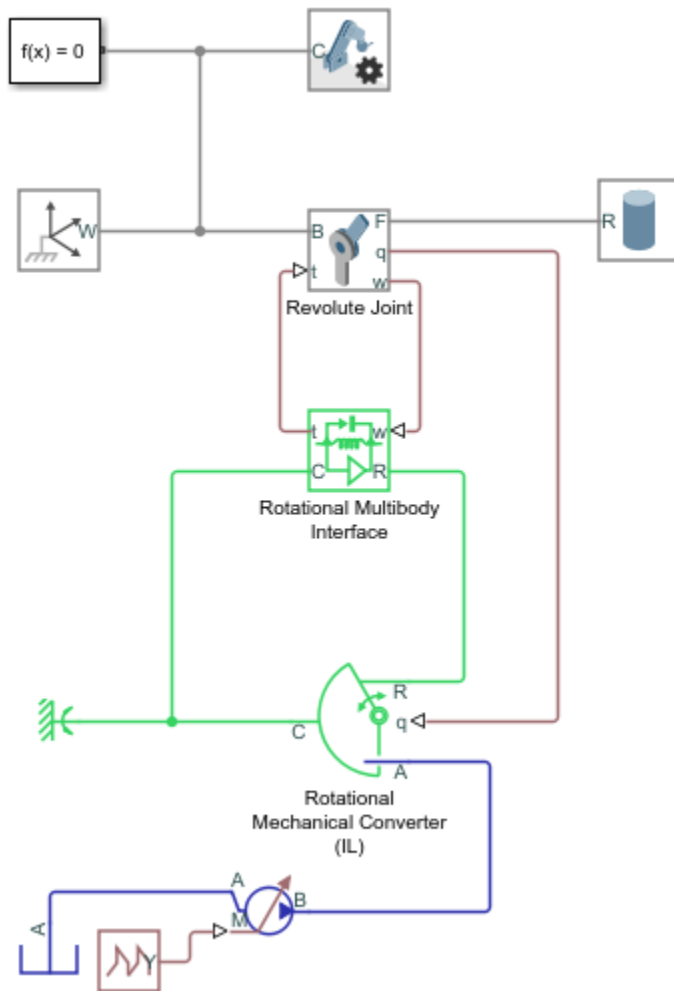 f(x) = 0
C
W
B
F
R
t
q
w
Revolute Joint
t
w
C
R
Rotational Multibody
Interface
R
C
q
A
Rotational
Mechanical Converter
(IL)
A
B
A
M
Y